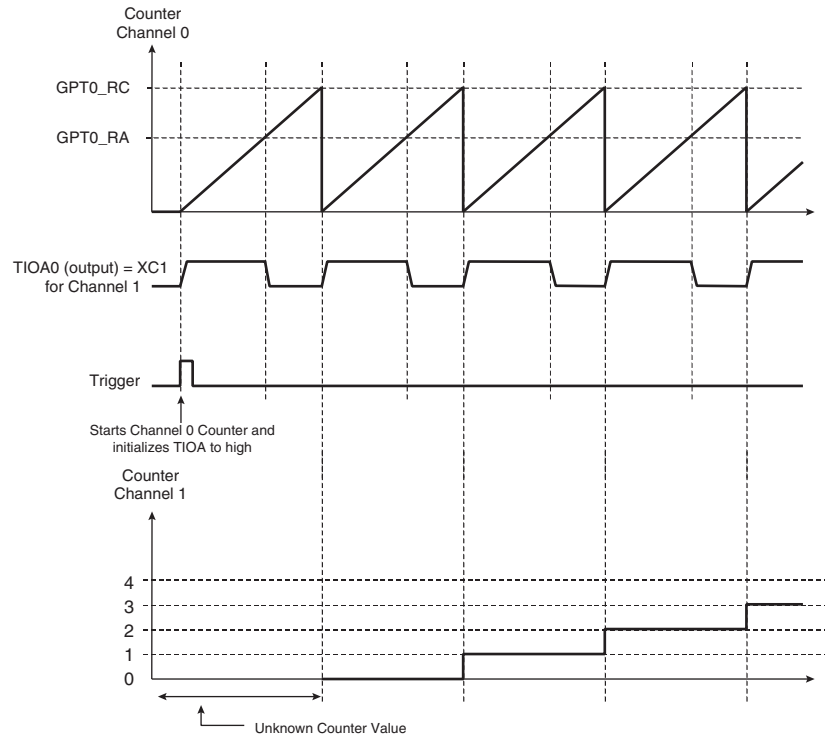 Counter
Channel 0
GPT0_RC
GPT0_RA
TIOA0 (output) = XC1
for Channel 1
Trigger
Starts Channel 0 Counter and
initializes TIOA to high
Counter
Channel 1
4
3
2
1
0
Unknown Counter Value